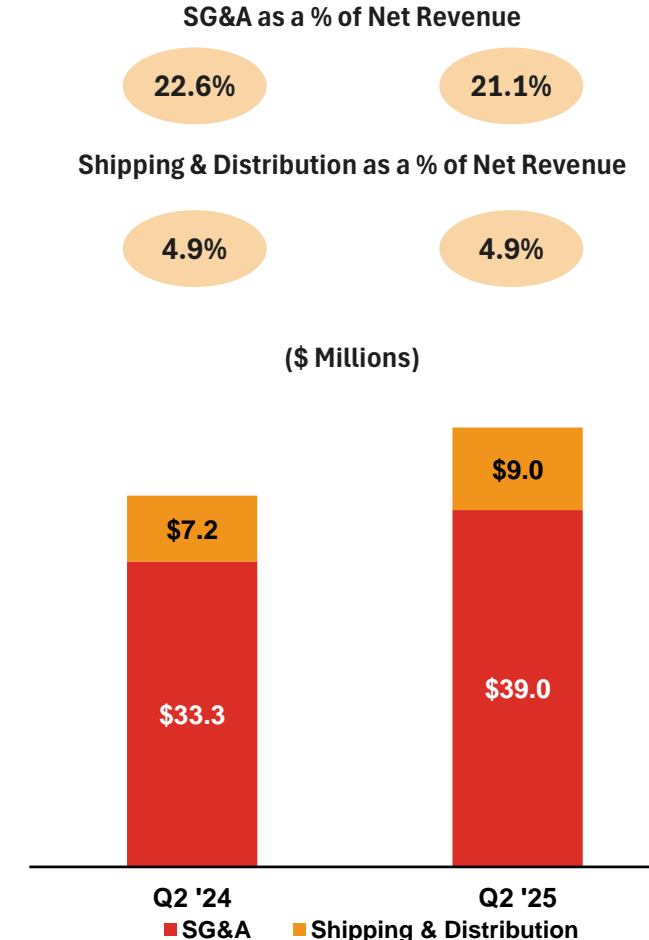 SG&A as a % of Net Revenue
22.6% 21.1%
Shipping & Distribution as a % of Net Revenue
4.9% 4.9%
($ Millions)
$9.0
$7.2
$39.0
$33.3
Q2 '24 Q2 '25
SG&A Shipping & Distribution